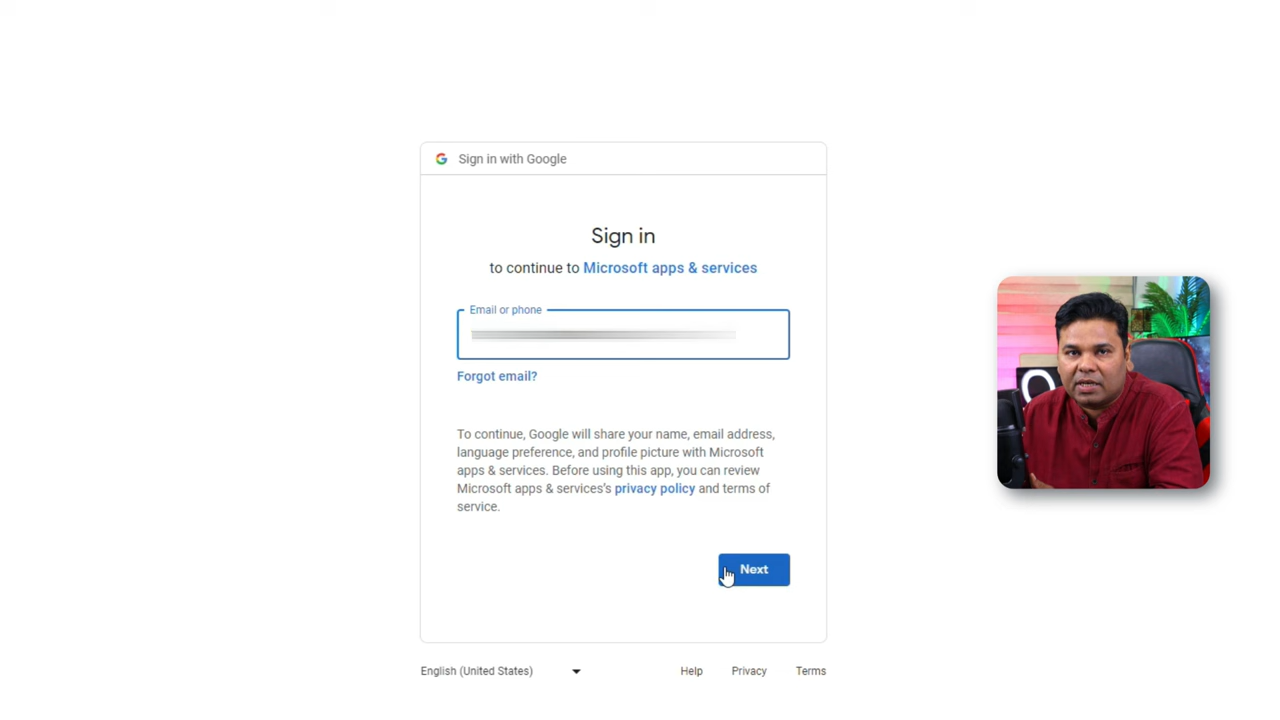 Sign in with Google
Sign in
to continue to Microsoft apps & services
Email or phone
Forgot email?
To continue, Google will share your name, email address,
language preference, and profile picture with Microsoft
apps & services. Before using this app, you can review
Microsoft apps & services's privacy policy and terms of
service.
Next
English (United States)
Help Privacy Terms